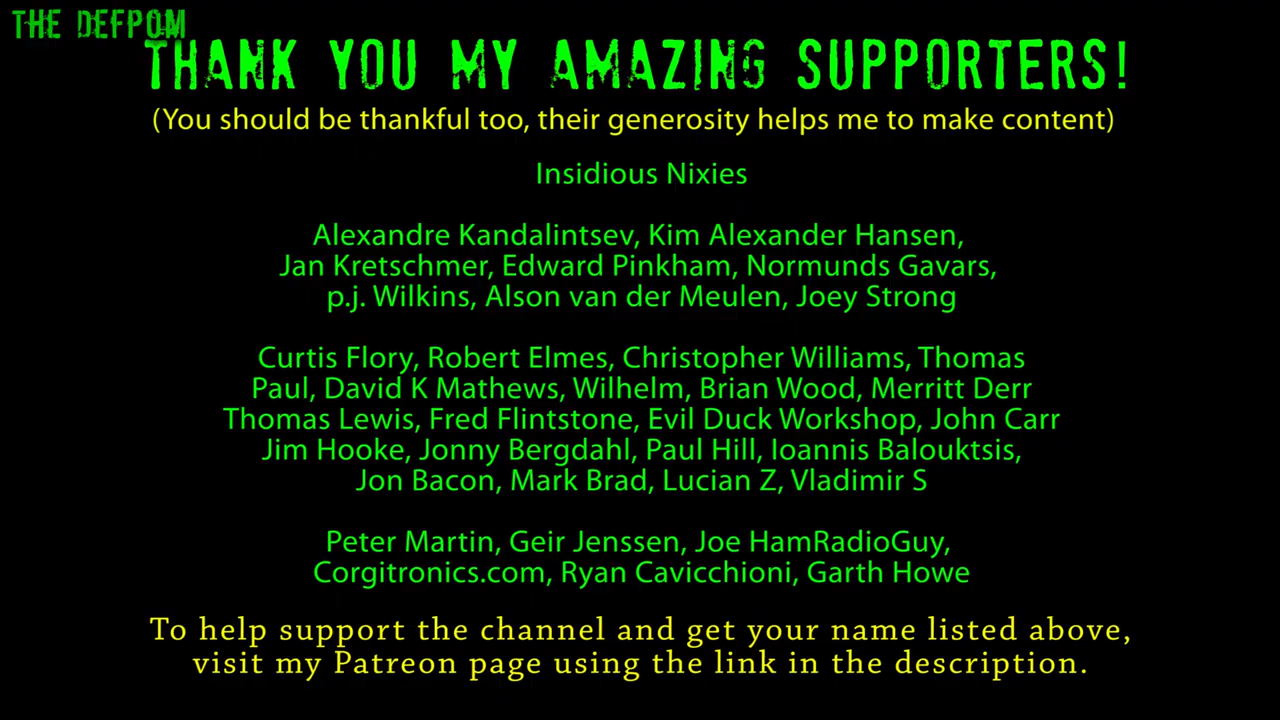 THE DEFPOM
THANK YOU MY AMAZING SUPPORTERS!
(You should be thankful too, their generosity helps me to make content)
Insidious Nixies
Alexandre Kandalintsev, Kim Alexander Hansen,
Jan Kretschmer, Edward Pinkham, Normunds Gavars,
p.j. Wilkins, Alson van der Meulen, Joey Strong
Curtis Flory, Robert Elmes, Christopher Williams, Thomas
Paul, David K Mathews, Wilhelm, Brian Wood, Merritt Derr
Thomas Lewis, Fred Flintstone, Evil Duck Workshop, John Carr
Jim Hooke, Jonny Bergdahl, Paul Hill, Ioannis Balouktsis,
Jon Bacon, Mark Brad, Lucian Z, Vladimir S
Peter Martin, Geir Jenssen, Joe HamRadioGuy,
Corgitronics.com, Ryan Cavicchioni, Garth Howe
To help support the channel and get your name listed above,
visit my Patreon page using the link in the description.